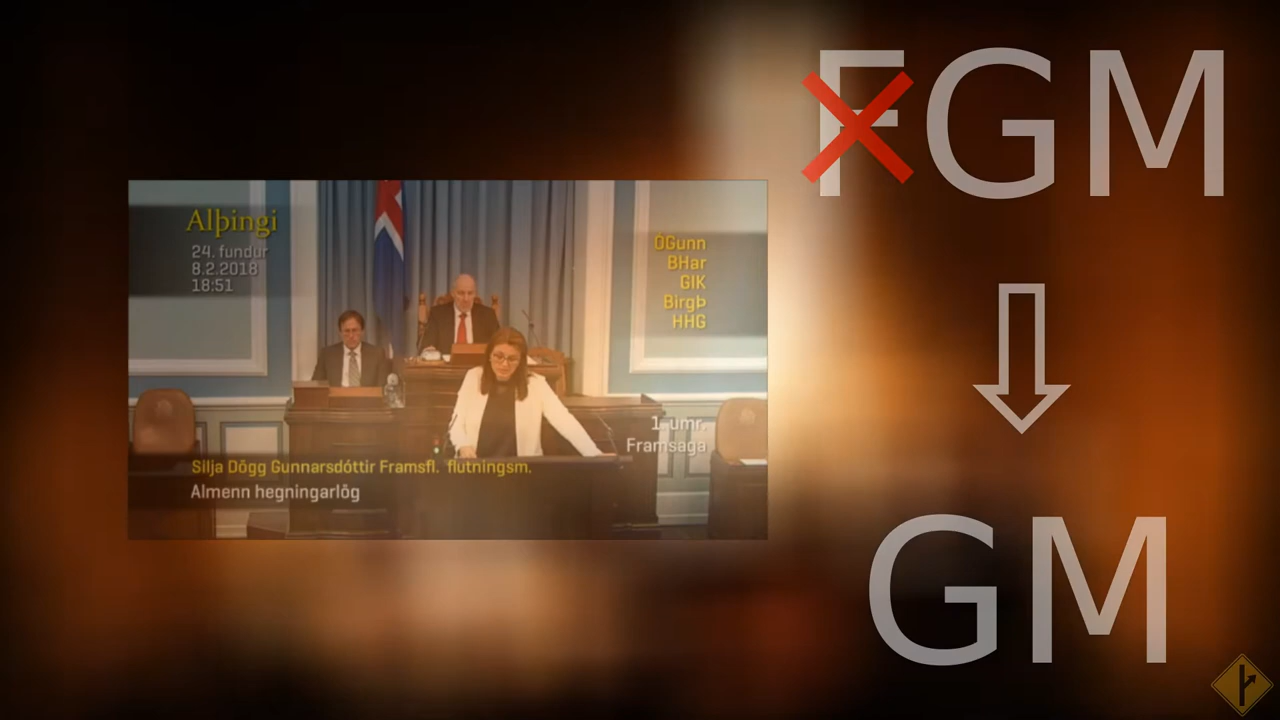 FGM
Alþingi
24. fundur
8.2.2018
18:51
ÓGunn
BHar
GIK
BirgÞ
HHG
1. umr.
Framsaga
Silja Dögg Gunnarsdóttir Framsfl. flutningsm.
Almenn hegningarlög
GM